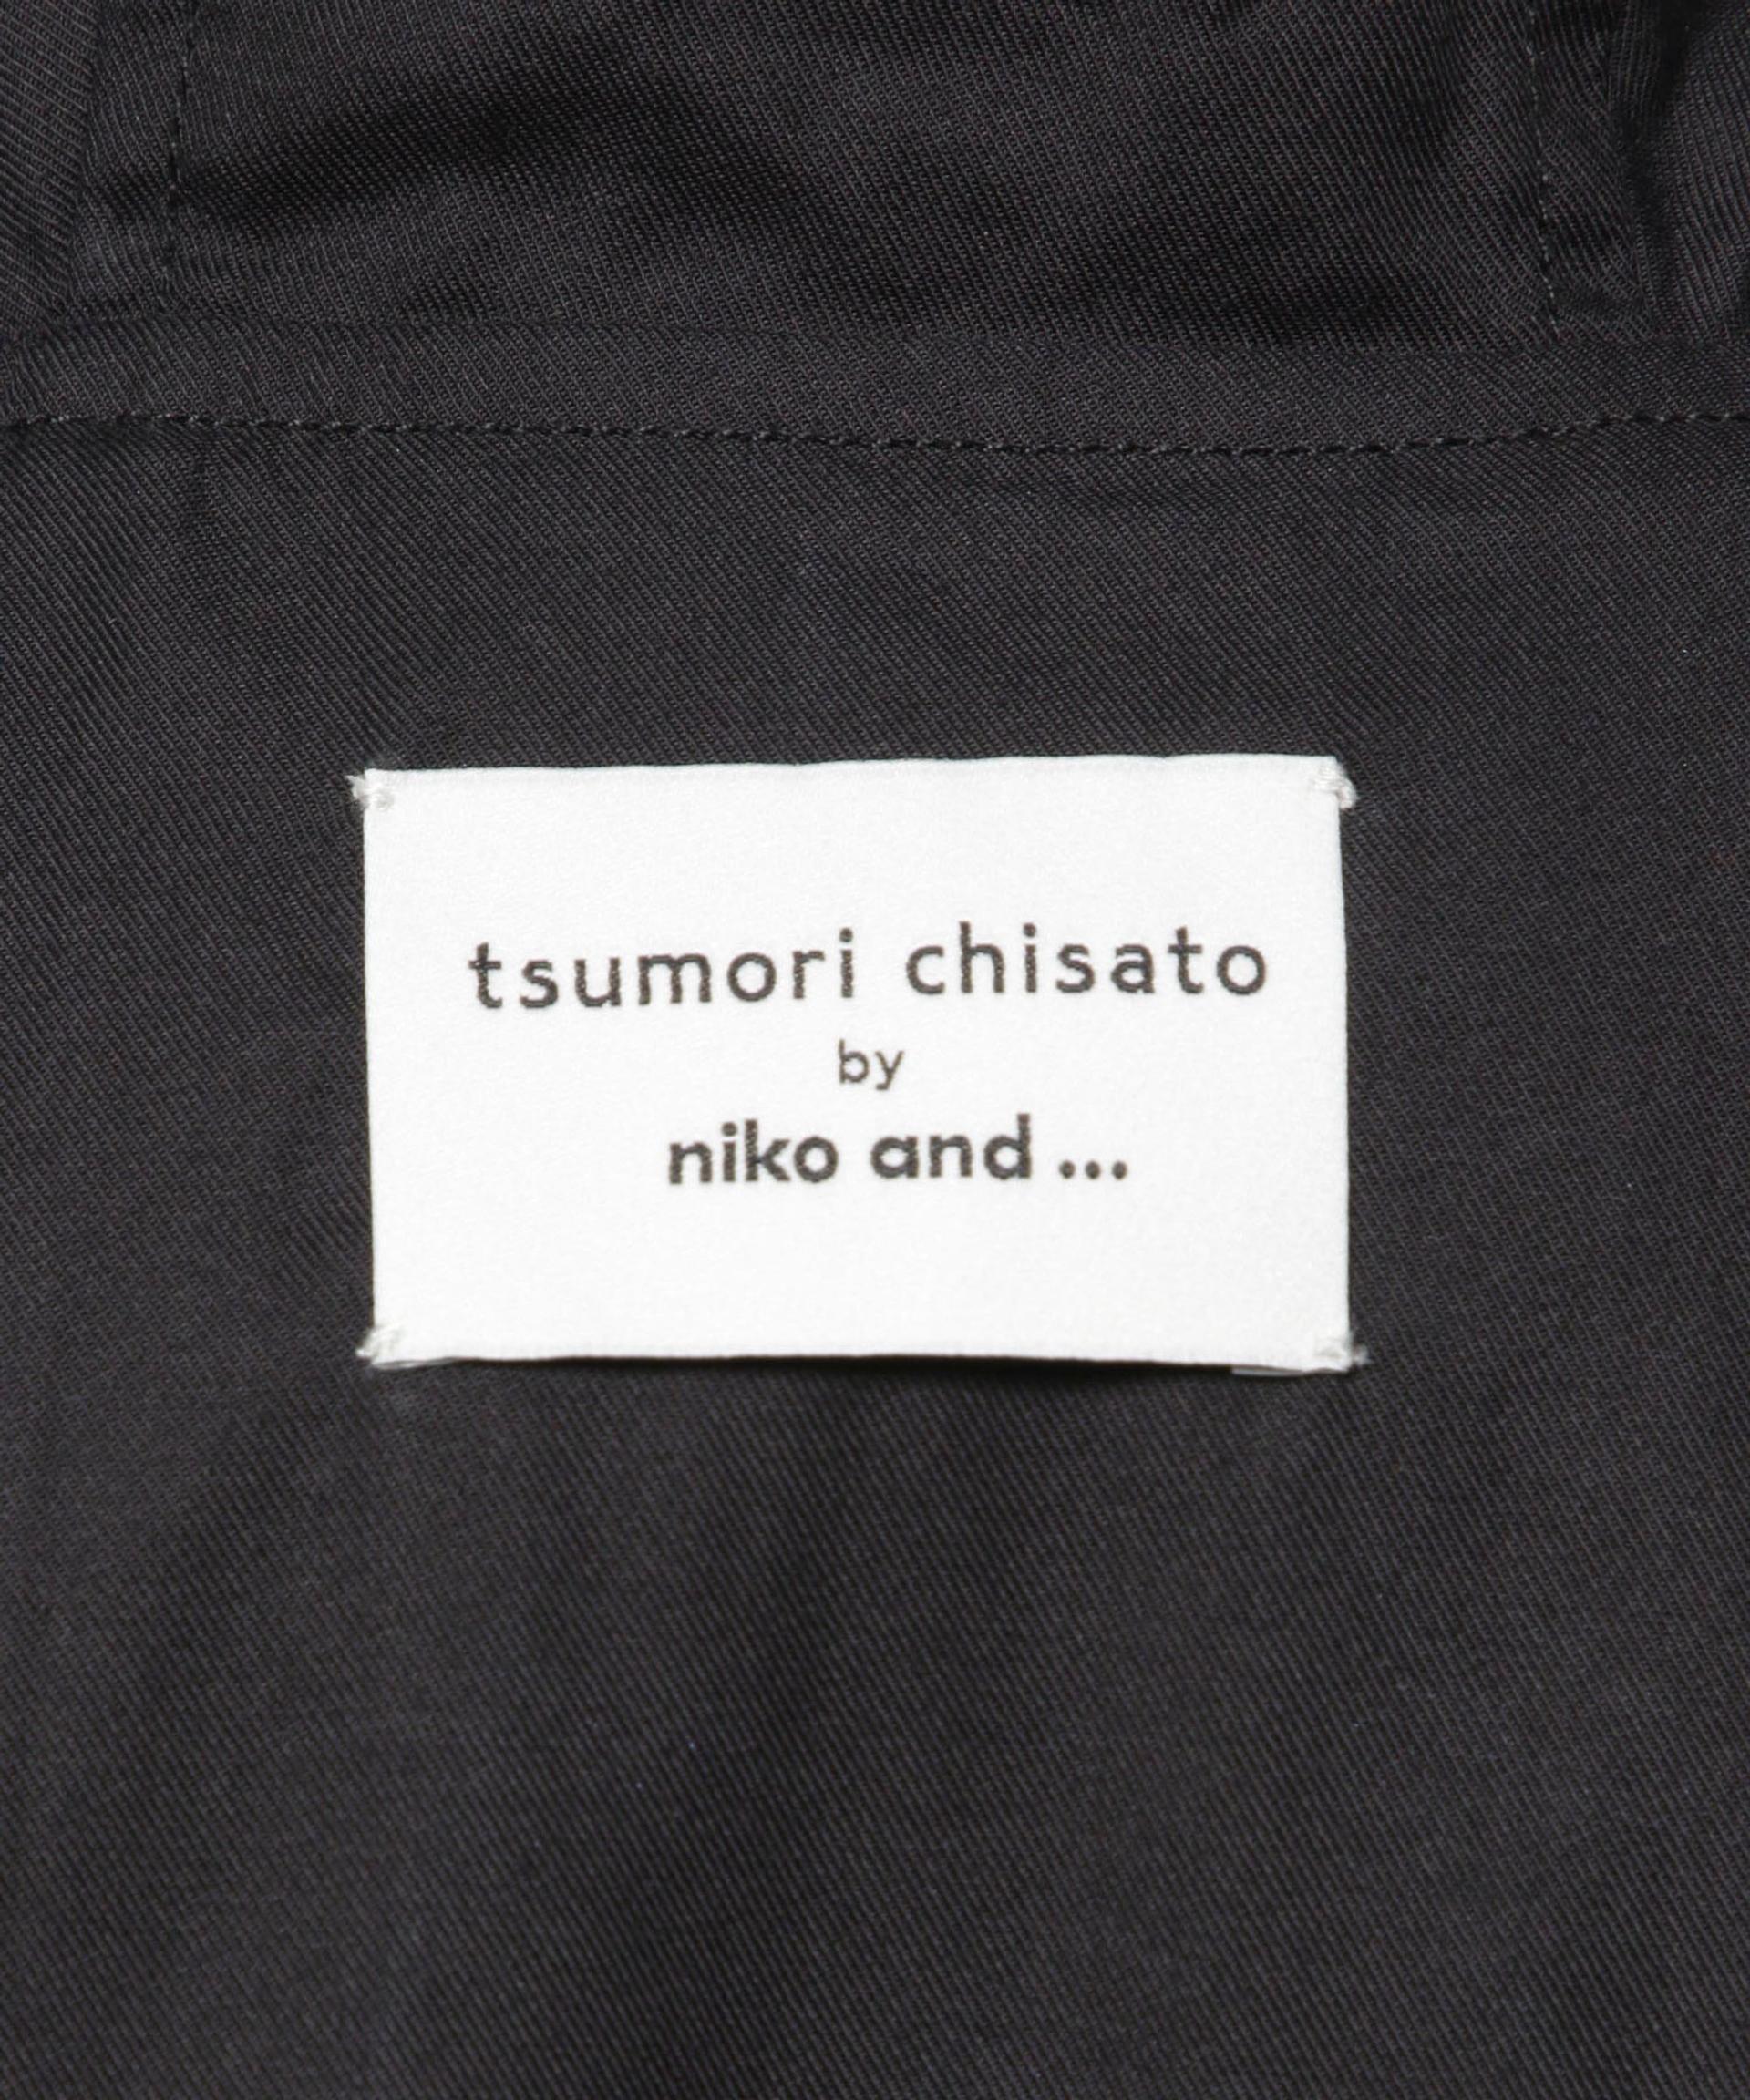 tsumori chisato
by
niko and ...